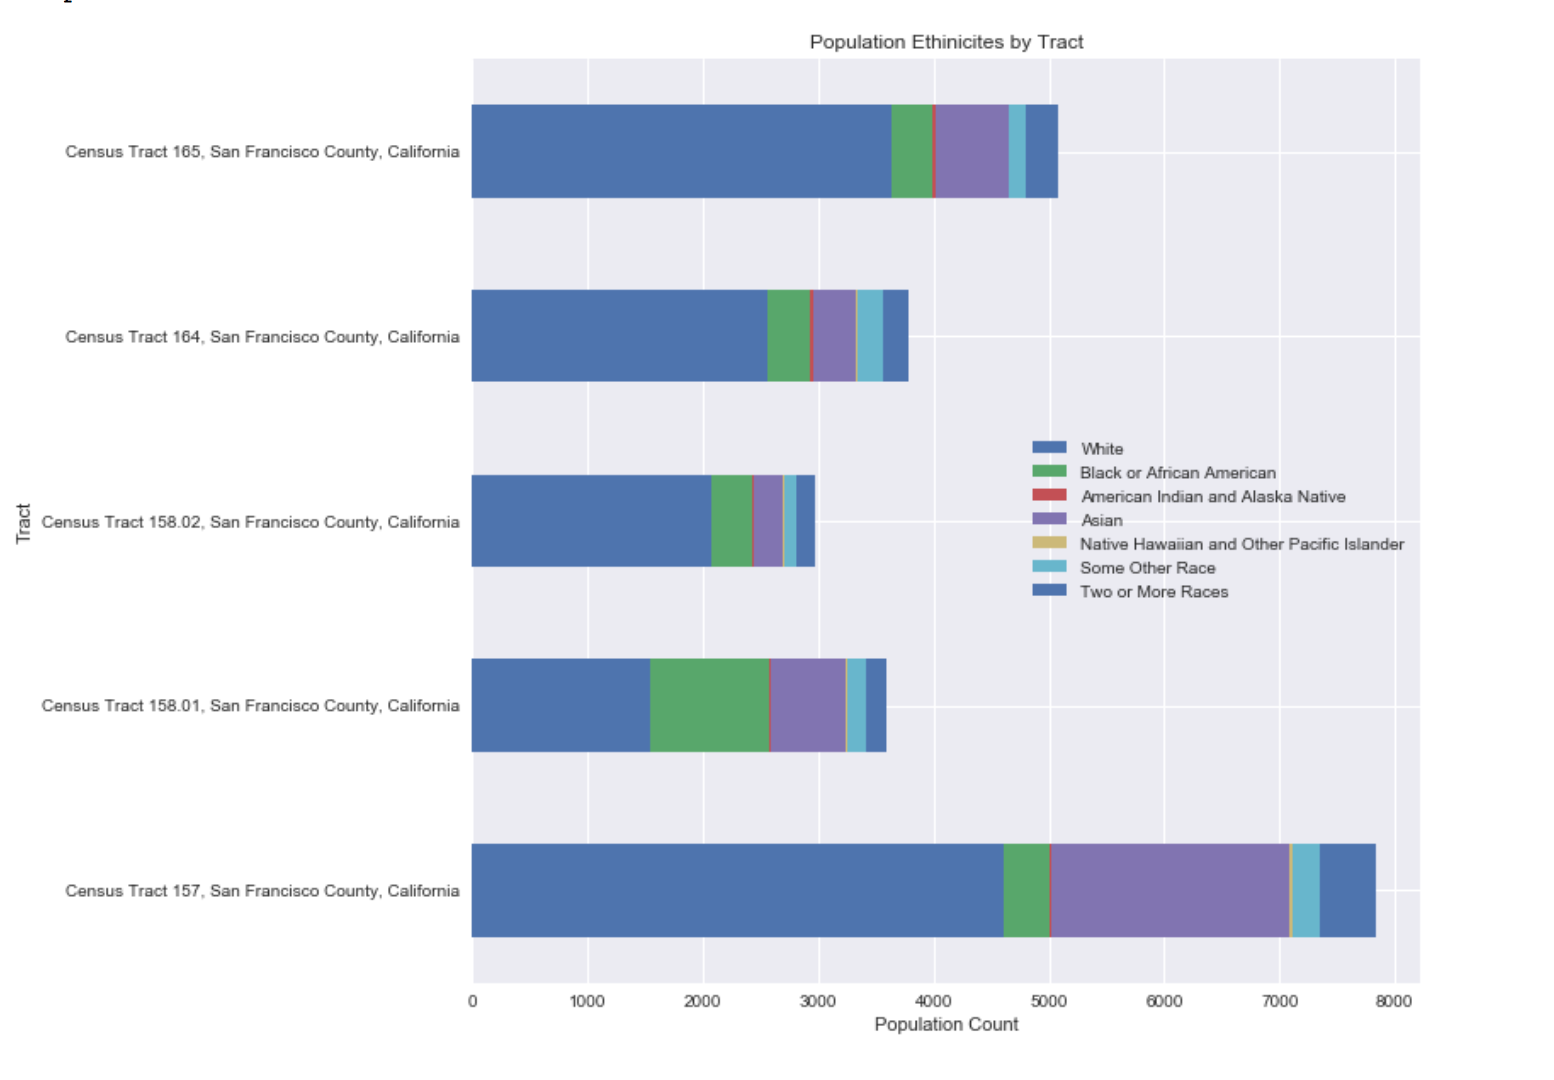 Population Ethinicites by Tract
Census Tract 165, San Francisco County, California
Census Tract 164, San Francisco County, California
White
Black or African American
American Indian and Alaska Native
Asian
Native Hawaiian and Other Pacific Islander
Some Other Race
Two or More Races
Tract
Census Tract 158.02, San Francisco County, California
Census Tract 158.01, San Francisco County, California
Census Tract 157, San Francisco County, California
0 1000 2000 3000 4000 5000 6000 7000 8000
Population Count